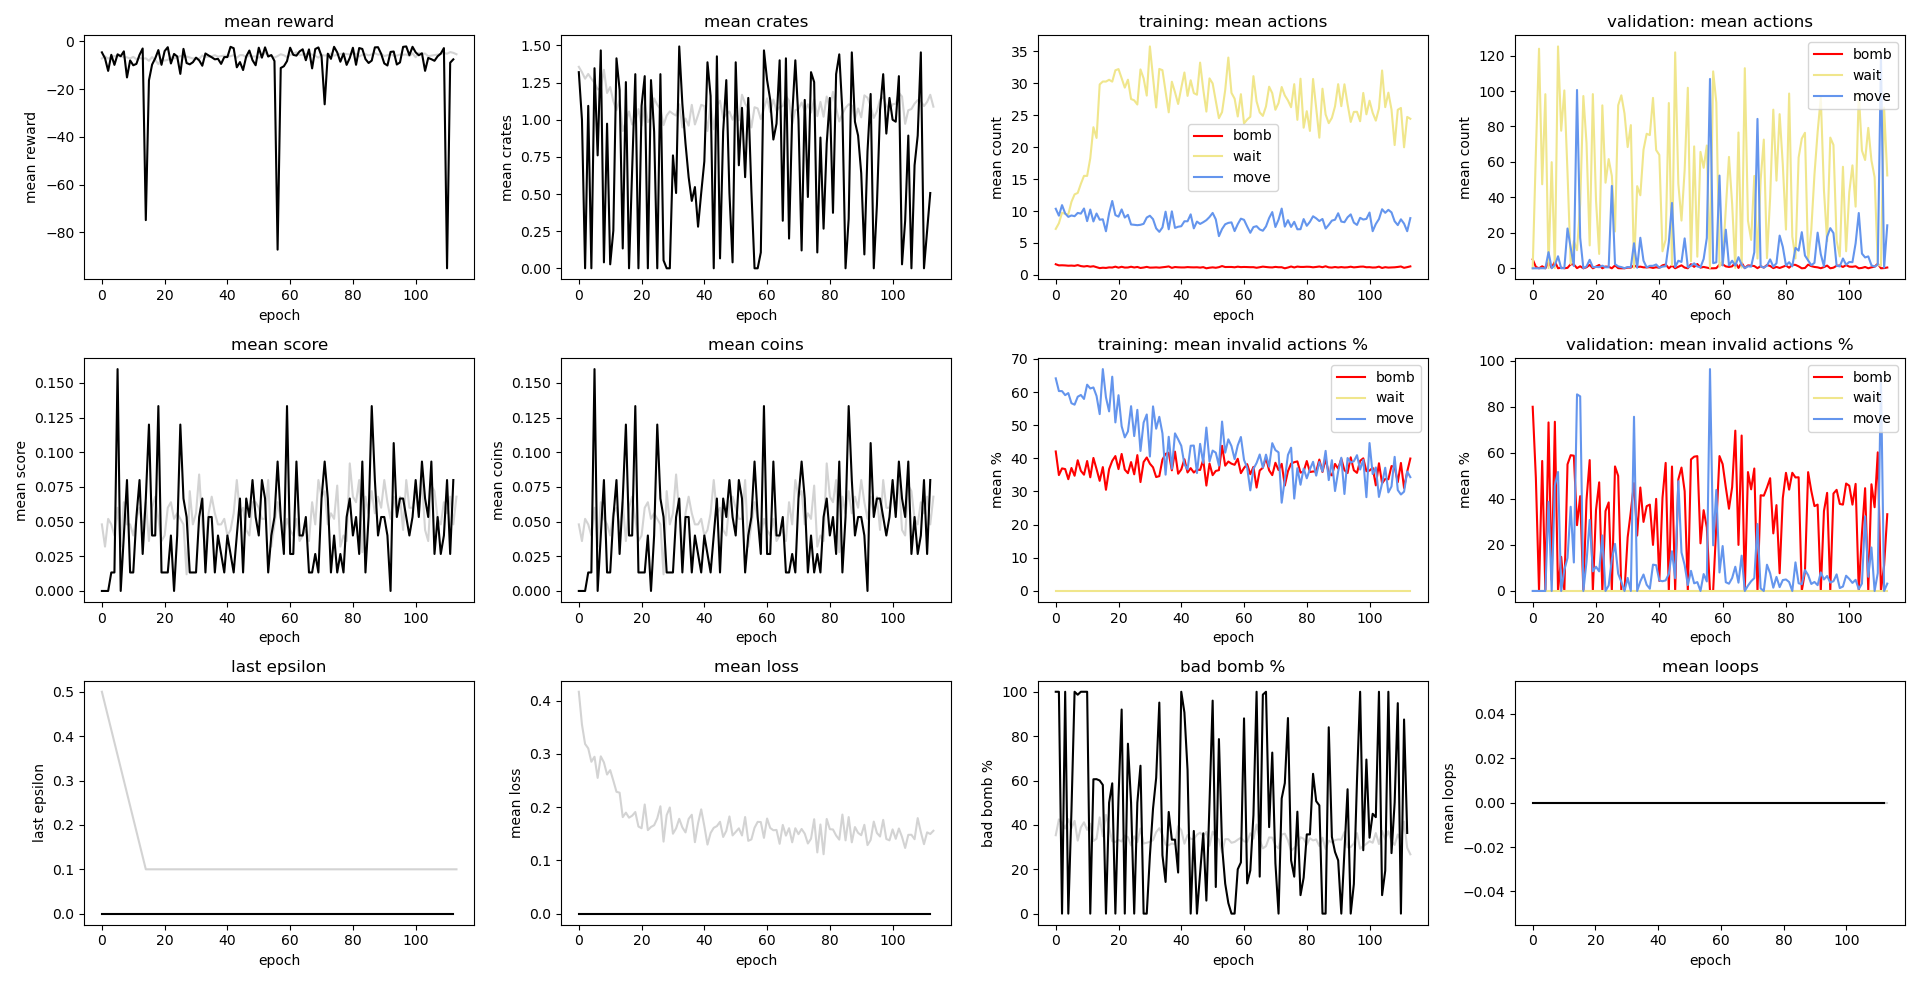 mean reward
mean reward
0
−20
−40
−60
−80
0 20 40 60 80 100
epoch
mean crates
mean crates
1.50
1.25
1.00
0.75
0.50
0.25
0.00
0 20 40 60 80 100
epoch
training: mean actions
mean count
35
30
25
20
15
10
5
0
bomb
wait
move
0 20 40 60 80 100
epoch
validation: mean actions
mean count
120
100
80
60
40
20
0
bomb
wait
move
0 20 40 60 80 100
epoch
mean score
mean score
0.150
0.125
0.100
0.075
0.050
0.025
0.000
0 20 40 60 80 100
epoch
mean coins
mean coins
0.150
0.125
0.100
0.075
0.050
0.025
0.000
0 20 40 60 80 100
epoch
training: mean invalid actions %
mean %
70
60
50
40
30
20
10
0
bomb
wait
move
0 20 40 60 80 100
epoch
validation: mean invalid actions %
mean %
100
80
60
40
20
0
bomb
wait
move
0 20 40 60 80 100
epoch
last epsilon
last epsilon
0.5
0.4
0.3
0.2
0.1
0.0
0 20 40 60 80 100
epoch
mean loss
mean loss
0.4
0.3
0.2
0.1
0.0
0 20 40 60 80 100
epoch
bad bomb %
bad bomb %
100
80
60
40
20
0
0 20 40 60 80 100
epoch
mean loops
mean loops
0.04
0.02
0.00
−0.02
−0.04
0 20 40 60 80 100
epoch